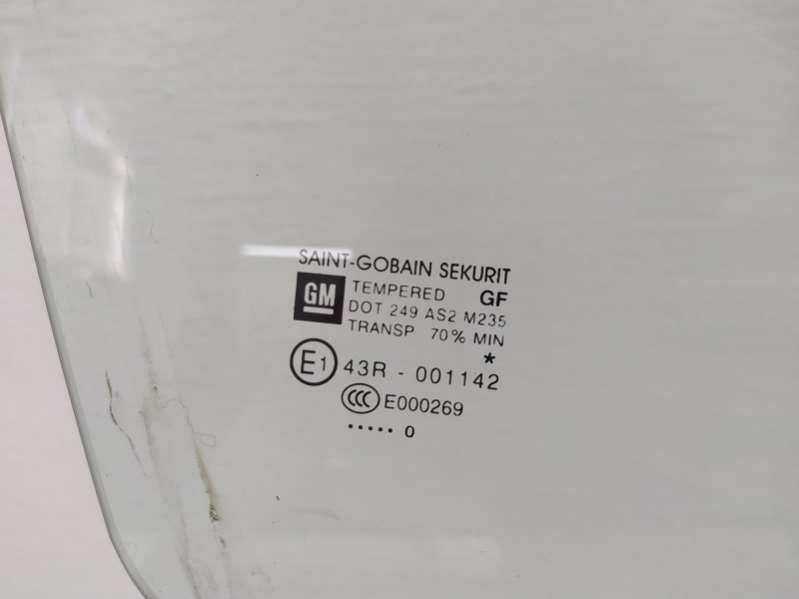 SAINT-GOBAIN SEKURIT
GM TEMPERED GF
DOT 249 AS2 M235
TRANSP 70% MIN
*
E1 43R - 001142
CCC E000269
••••• 0